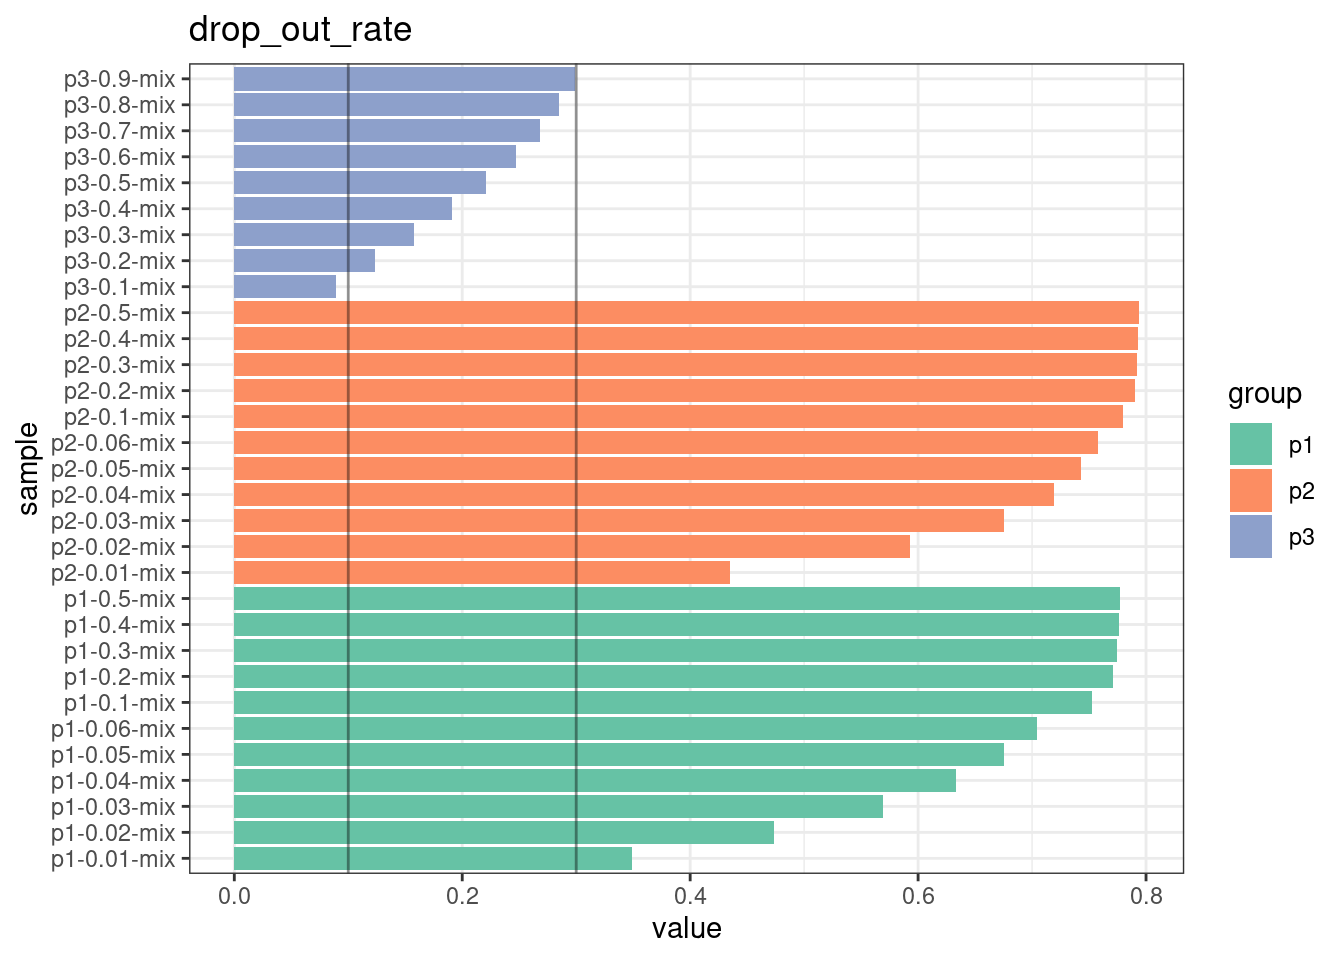 drop_out_rate
p3-0.9-mix
p3-0.8-mix
p3-0.7-mix
p3-0.6-mix
p3-0.5-mix
p3-0.4-mix
p3-0.3-mix
p3-0.2-mix
p3-0.1-mix
p2-0.5-mix
p2-0.4-mix
p2-0.3-mix
p2-0.2-mix
p2-0.1-mix
p2-0.06-mix
p2-0.05-mix
p2-0.04-mix
p2-0.03-mix
p2-0.02-mix
p2-0.01-mix
p1-0.5-mix
p1-0.4-mix
p1-0.3-mix
p1-0.2-mix
p1-0.1-mix
p1-0.06-mix
p1-0.05-mix
p1-0.04-mix
p1-0.03-mix
p1-0.02-mix
p1-0.01-mix
sample
0.0 0.2 0.4 0.6 0.8
value
group
p1
p2
p3